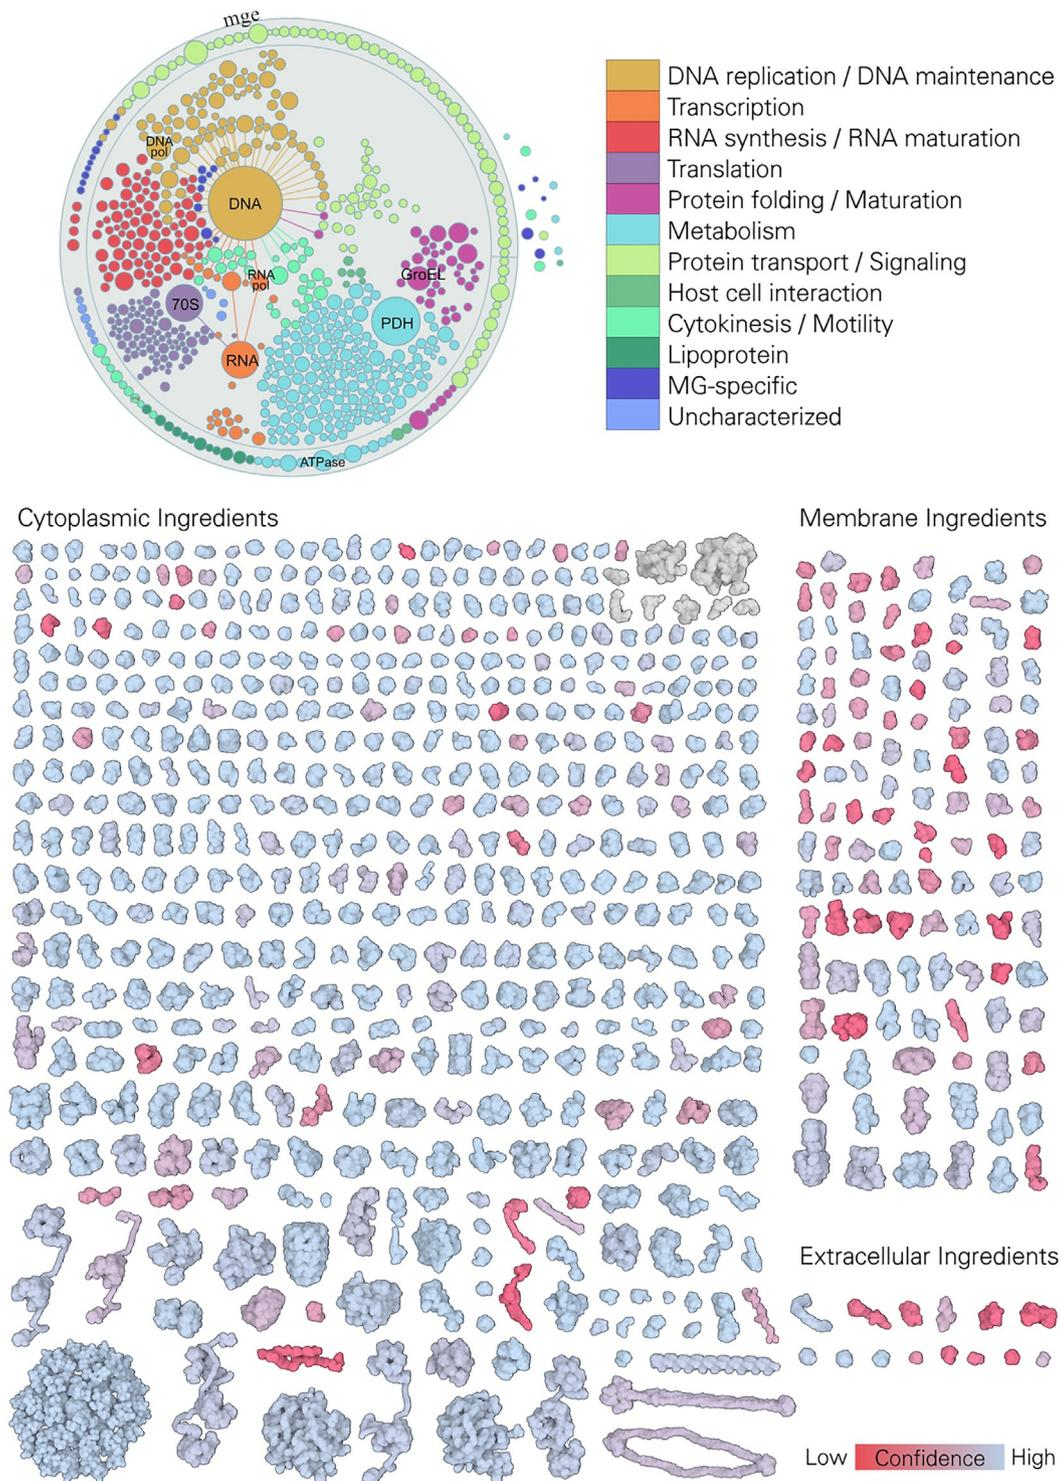 mge
DNA pol
DNA
GroEL
RNA pol
70S
PDH
RNA
ATPase
DNA replication / DNA maintenance
Transcription
RNA synthesis / RNA maturation
Translation
Protein folding / Maturation
Metabolism
Protein transport / Signaling
Host cell interaction
Cytokinesis / Motility
Lipoprotein
MG-specific
Uncharacterized
Cytoplasmic Ingredients
Membrane Ingredients
Extracellular Ingredients
Low Confidence High